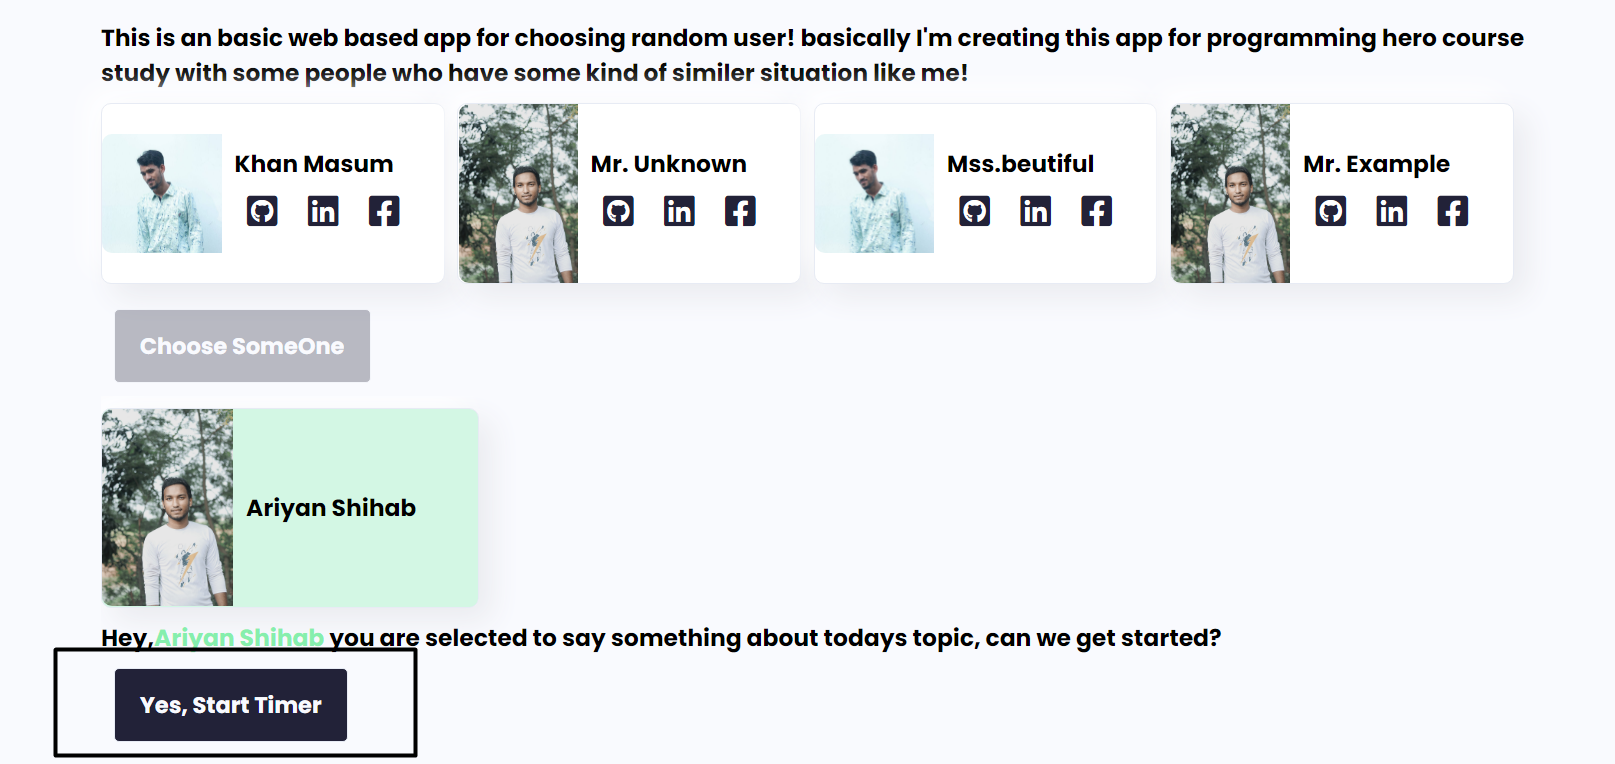 This is an basic web based app for choosing random user! basically I'm creating this app for programming hero course
study with some people who have some kind of similer situation like me!
Khan Masum
Mr. Unknown
Mss.beutiful
Mr. Example
Choose SomeOne
Ariyan Shihab
Hey,Ariyan Shihab you are selected to say something about todays topic, can we get started?
Yes, Start Timer